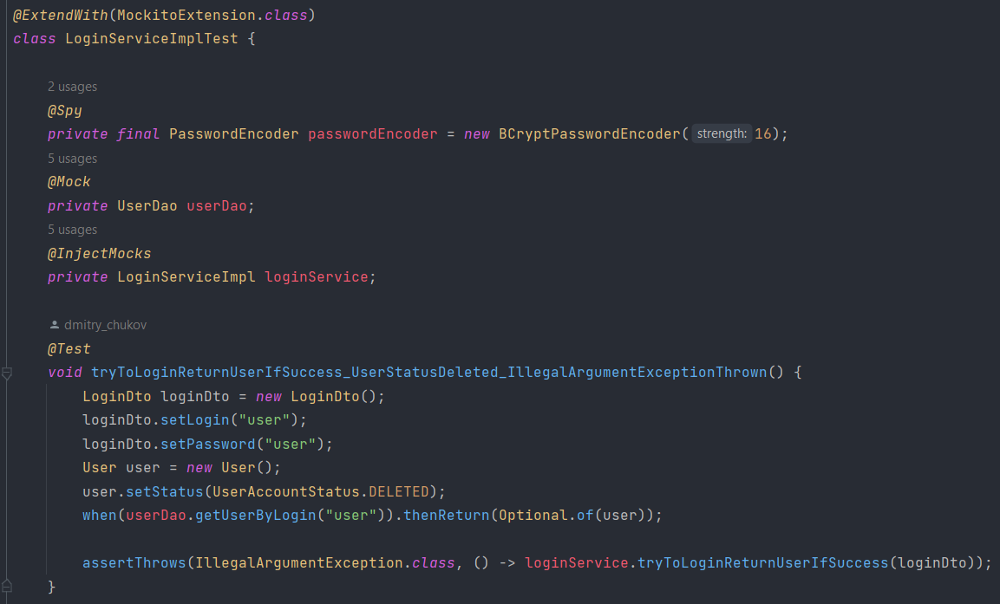 @ExtendWith(MockitoExtension.class)
class LoginServiceImplTest {
2 usages
@Spy
private final PasswordEncoder passwordEncoder = new BCryptPasswordEncoder( strength: 16);
5 usages
@Mock
private UserDao userDao;
5 usages
@InjectMocks
private LoginServiceImpl loginService;
dmitry_chukov
@Test
void tryToLoginReturnUserIfSuccess_UserStatusDeleted_IllegalArgumentExceptionThrown() {
LoginDto loginDto = new LoginDto();
loginDto.setLogin("user");
loginDto.setPassword("user");
User user = new User();
user.setStatus(UserAccountStatus.DELETED);
when(userDao.getUserByLogin("user")).thenReturn(Optional.of(user));
assertThrows(IllegalArgumentException.class, () -> loginService.tryToLoginReturnUserIfSuccess(loginDto));
}